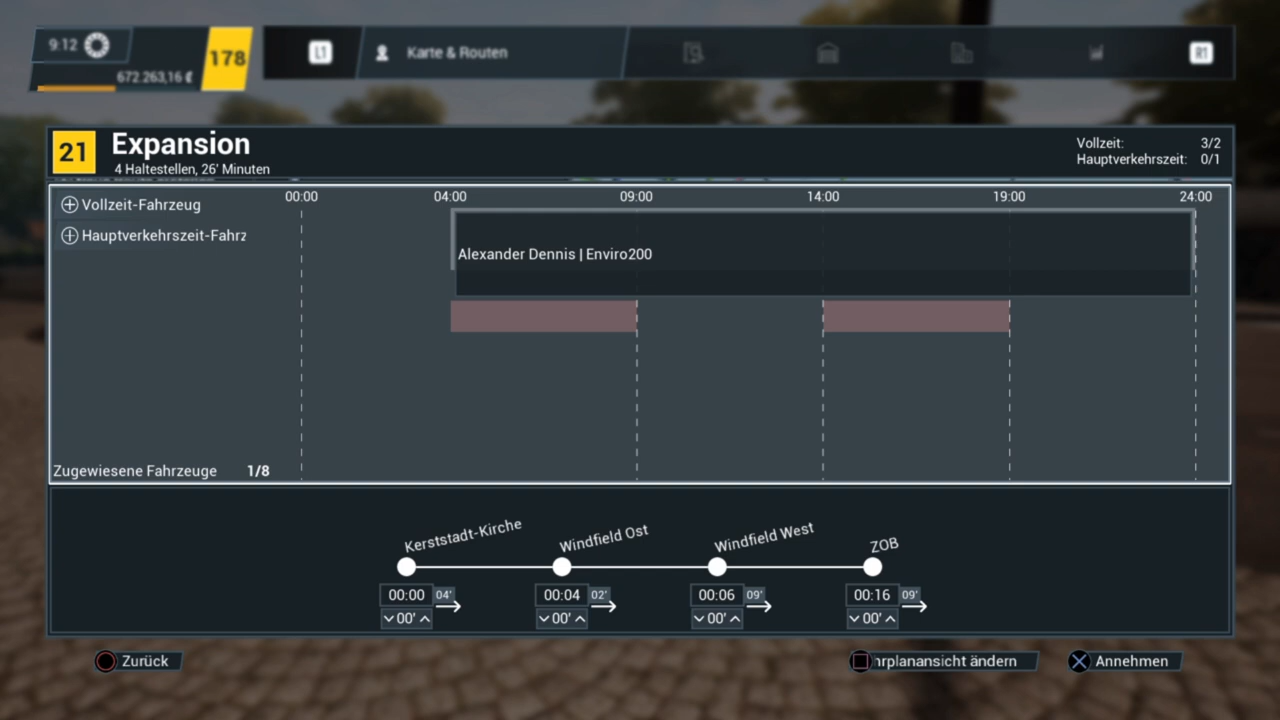 9:12
672.263,16 €
178
L1
Karte & Routen
R1
21
Expansion
4 Haltestellen, 26' Minuten
Vollzeit: 3/2
Hauptverkehrszeit: 0/1
00:00 04:00 09:00 14:00 19:00 24:00
Vollzeit-Fahrzeug
Hauptverkehrszeit-Fahrz
Alexander Dennis | Enviro200
Zugewiesene Fahrzeuge 1/8
Kerststadt-Kirche
Windfield Ost
Windfield West
ZOB
00:00 04' 00:04 02' 00:06 09' 00:16 09'
00' 00' 00' 00'
Zurück
hrplanansicht ändern
Annehmen